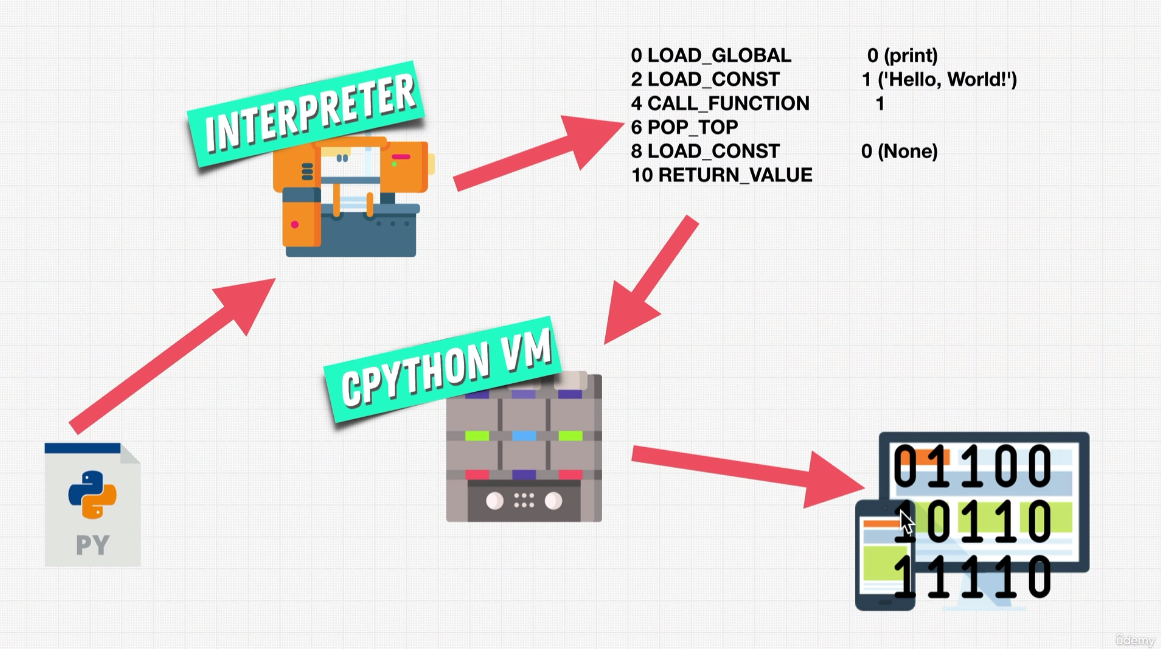 INTERPRETER
0 LOAD_GLOBAL 0 (print)
2 LOAD_CONST 1 ('Hello, World!')
4 CALL_FUNCTION 1
6 POP_TOP
8 LOAD_CONST 0 (None)
10 RETURN_VALUE
CPYTHON VM
PY
01100
10110
11110
ûdemy